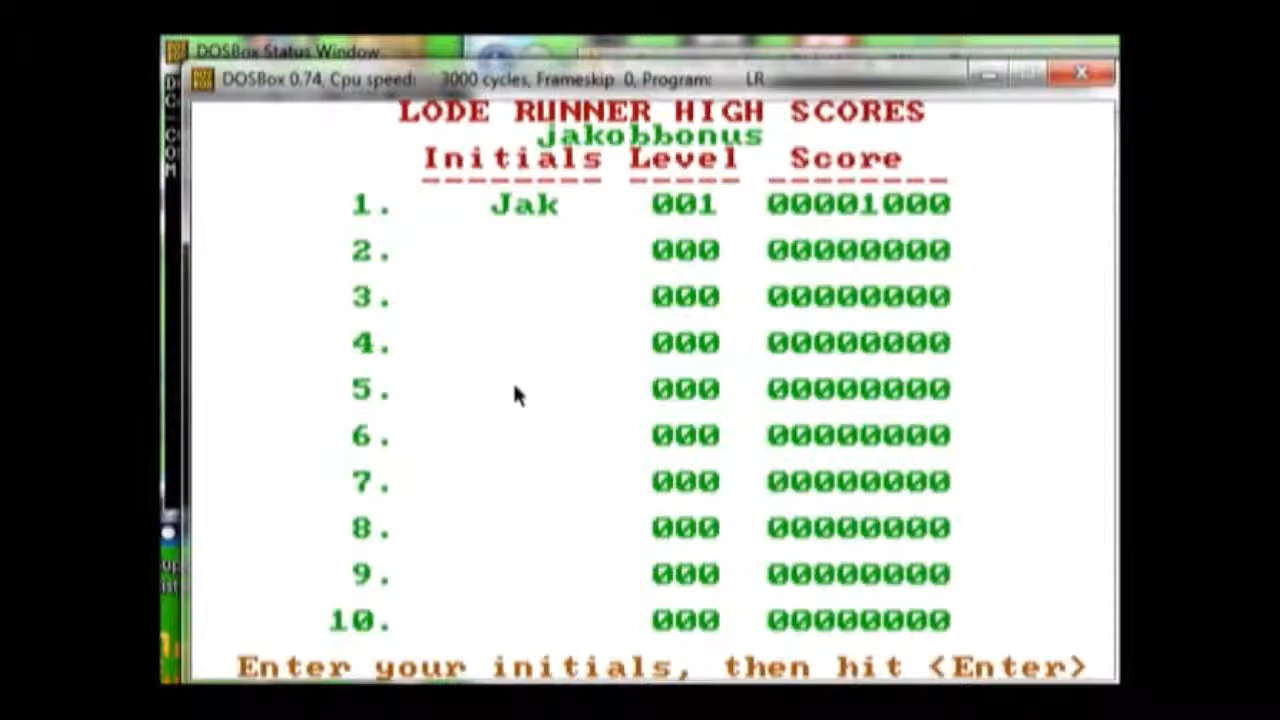 DOSBox Status Window
DOSBox 0.74, Cpu speed: 3000 cycles, Frameskip 0, Program: LR
LODE RUNNER HIGH SCORES
jakobbonus
Initials Level Score
1. Jak 001 00001000
2. 000 00000000
3. 000 00000000
4. 000 00000000
5. 000 00000000
6. 000 00000000
7. 000 00000000
8. 000 00000000
9. 000 00000000
10. 000 00000000
Enter your initials, then hit <Enter>